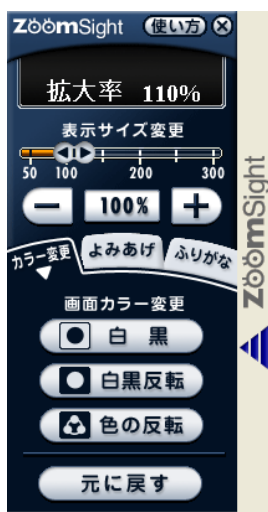 ZoomSight 使い方
拡大率 110%
表示サイズ変更
50 100 200 300
100%
カラー変更 よみあげ ふりがな
画面カラー変更
白 黒
白黒反転
色の反転
元に戻す
ZoomSight